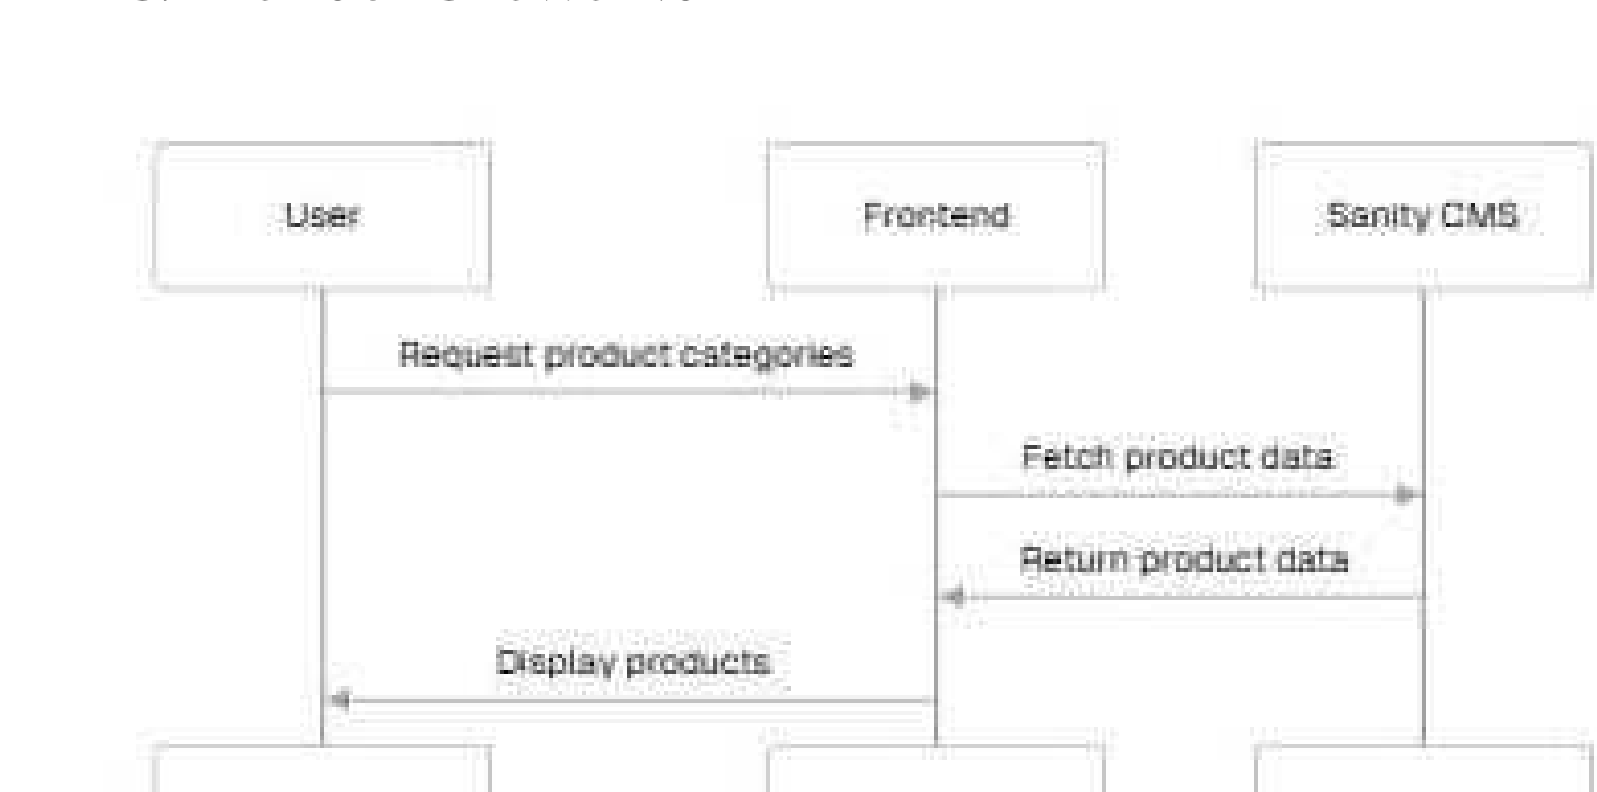 User
Frontend
Sanity CMS
Request product categories
Fetch product data
Return product data
Display products